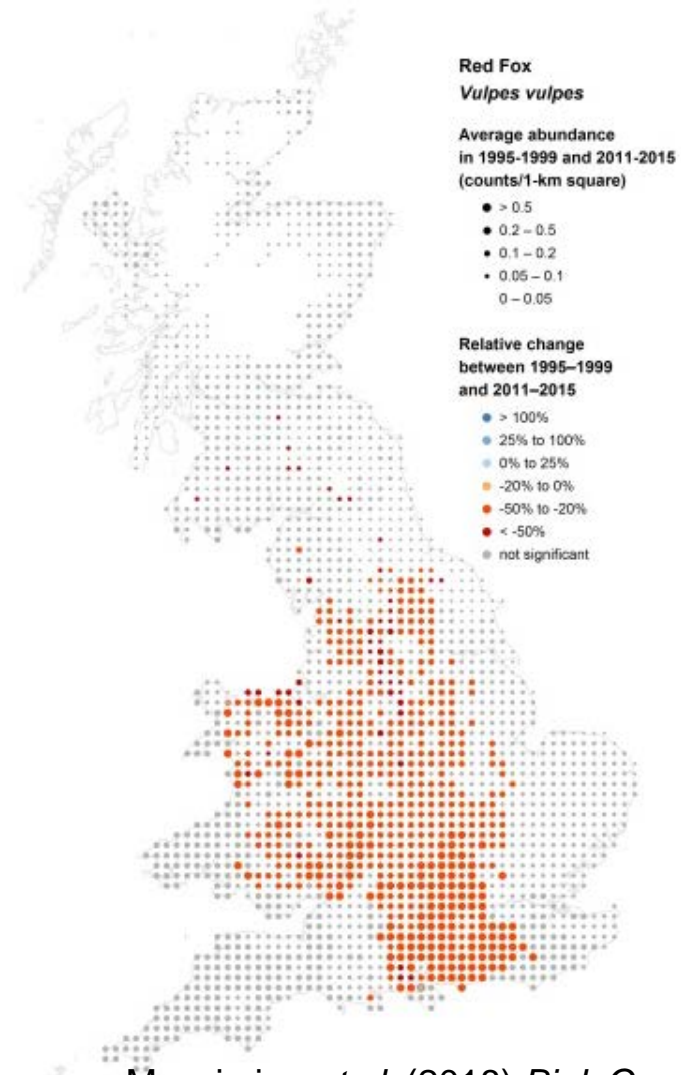 Red Fox
Vulpes vulpes
Average abundance
in 1995-1999 and 2011-2015
(counts/1-km square)
> 0.5
0.2 – 0.5
0.1 – 0.2
0.05 – 0.1
0 – 0.05
Relative change
between 1995–1999
and 2011–2015
> 100%
25% to 100%
0% to 25%
-20% to 0%
-50% to -20%
< -50%
not significant
et al.